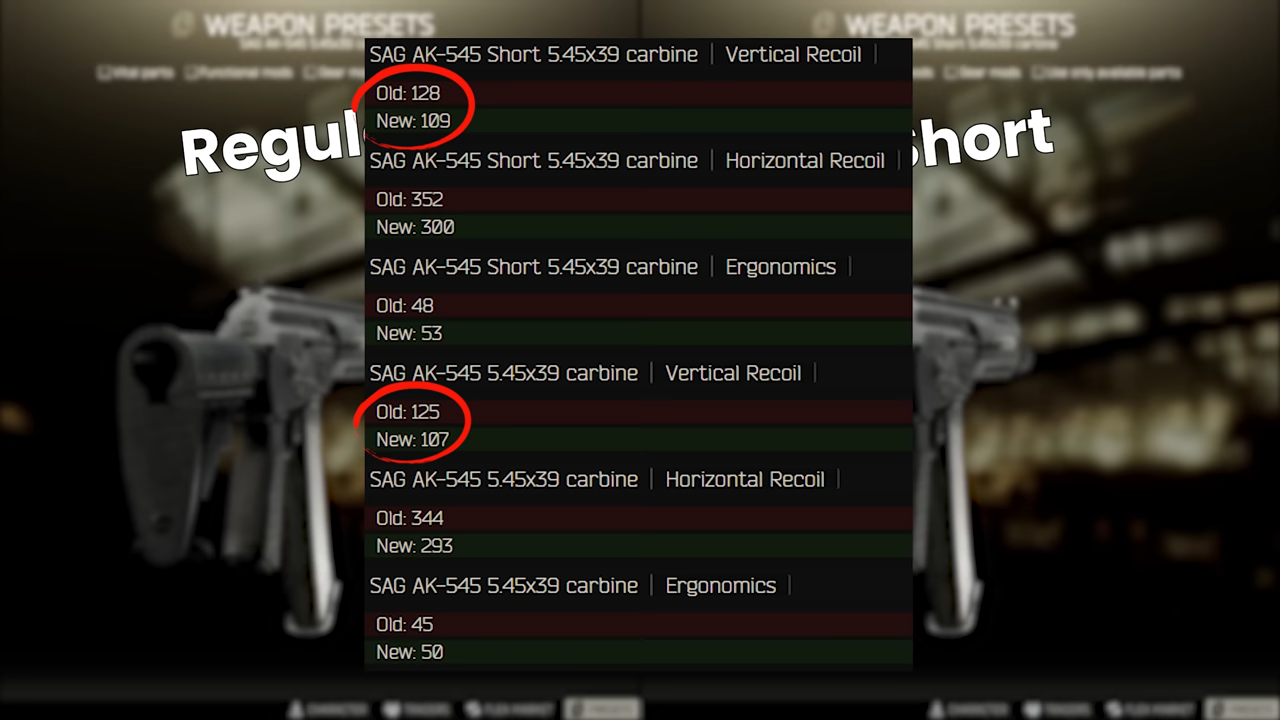 WEAPON PRESETS
WEAPON PRESETS
SAG AK-545 Short 5.45x39 carbine | Vertical Recoil |
Old: 128
New: 109
Regul
Short
SAG AK-545 Short 5.45x39 carbine | Horizontal Recoil |
Old: 352
New: 300
SAG AK-545 Short 5.45x39 carbine | Ergonomics |
Old: 48
New: 53
SAG AK-545 5.45x39 carbine | Vertical Recoil |
Old: 125
New: 107
SAG AK-545 5.45x39 carbine | Horizontal Recoil |
Old: 344
New: 293
SAG AK-545 5.45x39 carbine | Ergonomics |
Old: 45
New: 50